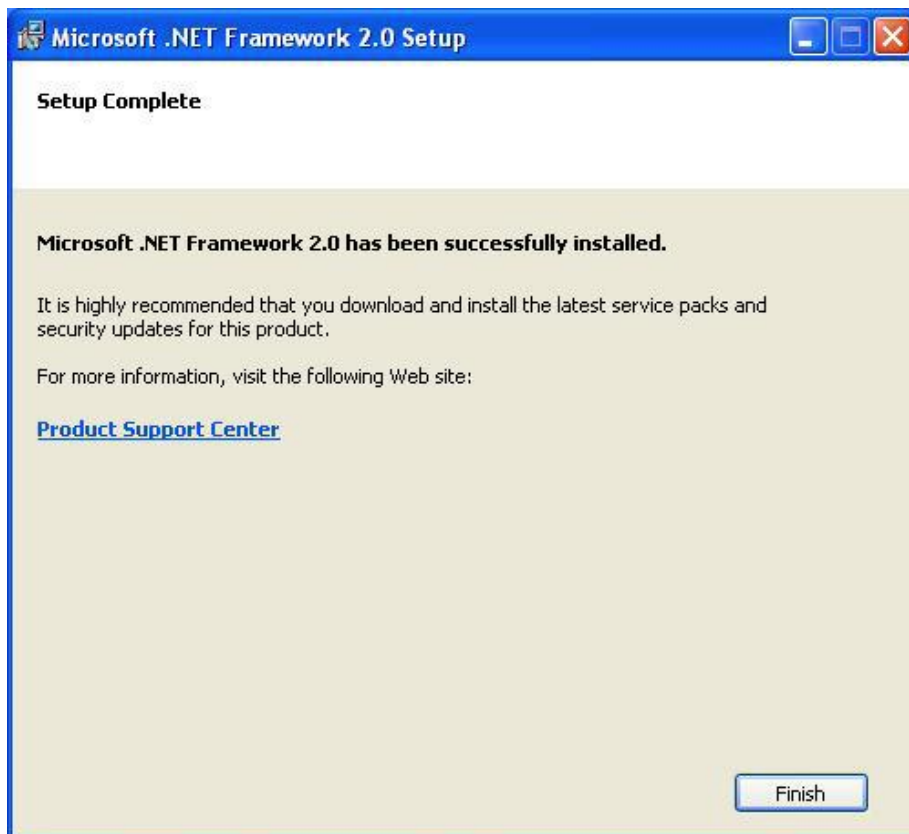 Microsoft .NET Framework 2.0 Setup
Setup Complete
Microsoft .NET Framework 2.0 has been successfully installed.
It is highly recommended that you download and install the latest service packs and
security updates for this product.
For more information, visit the following Web site:
Product Support Center
Finish